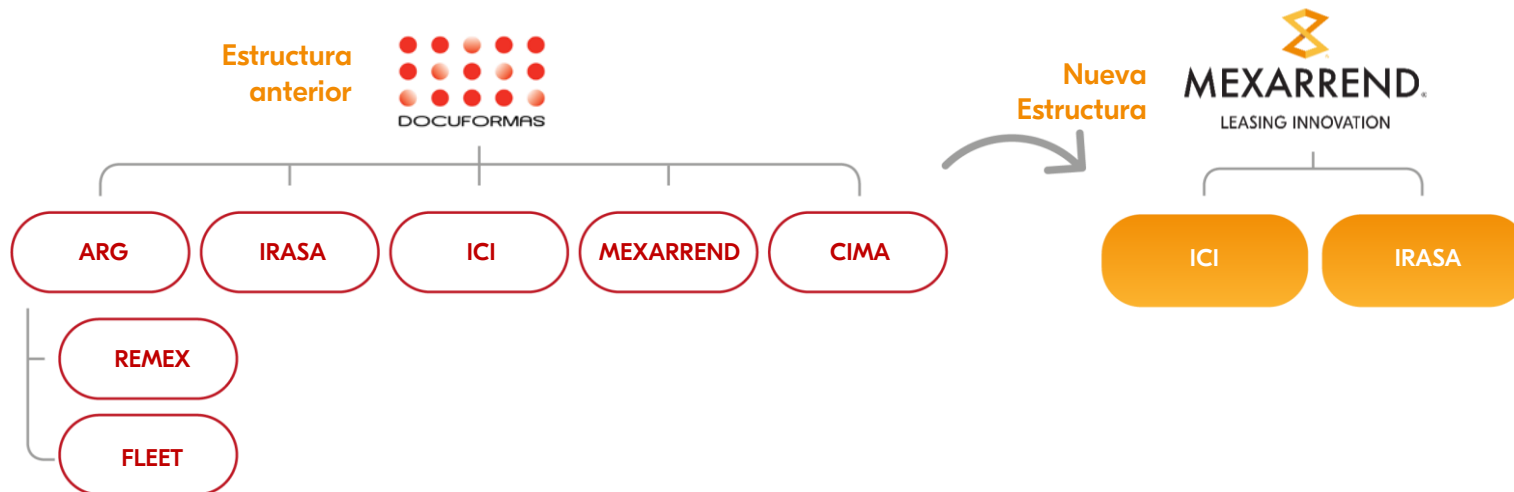 Estructura
anterior
DOCUFORMAS
ARG
IRASA
ICI
MEXARREND
CIMA
REMEX
FLEET
Nueva
Estructura
MEXARREND®
LEASING INNOVATION
ICI
IRASA